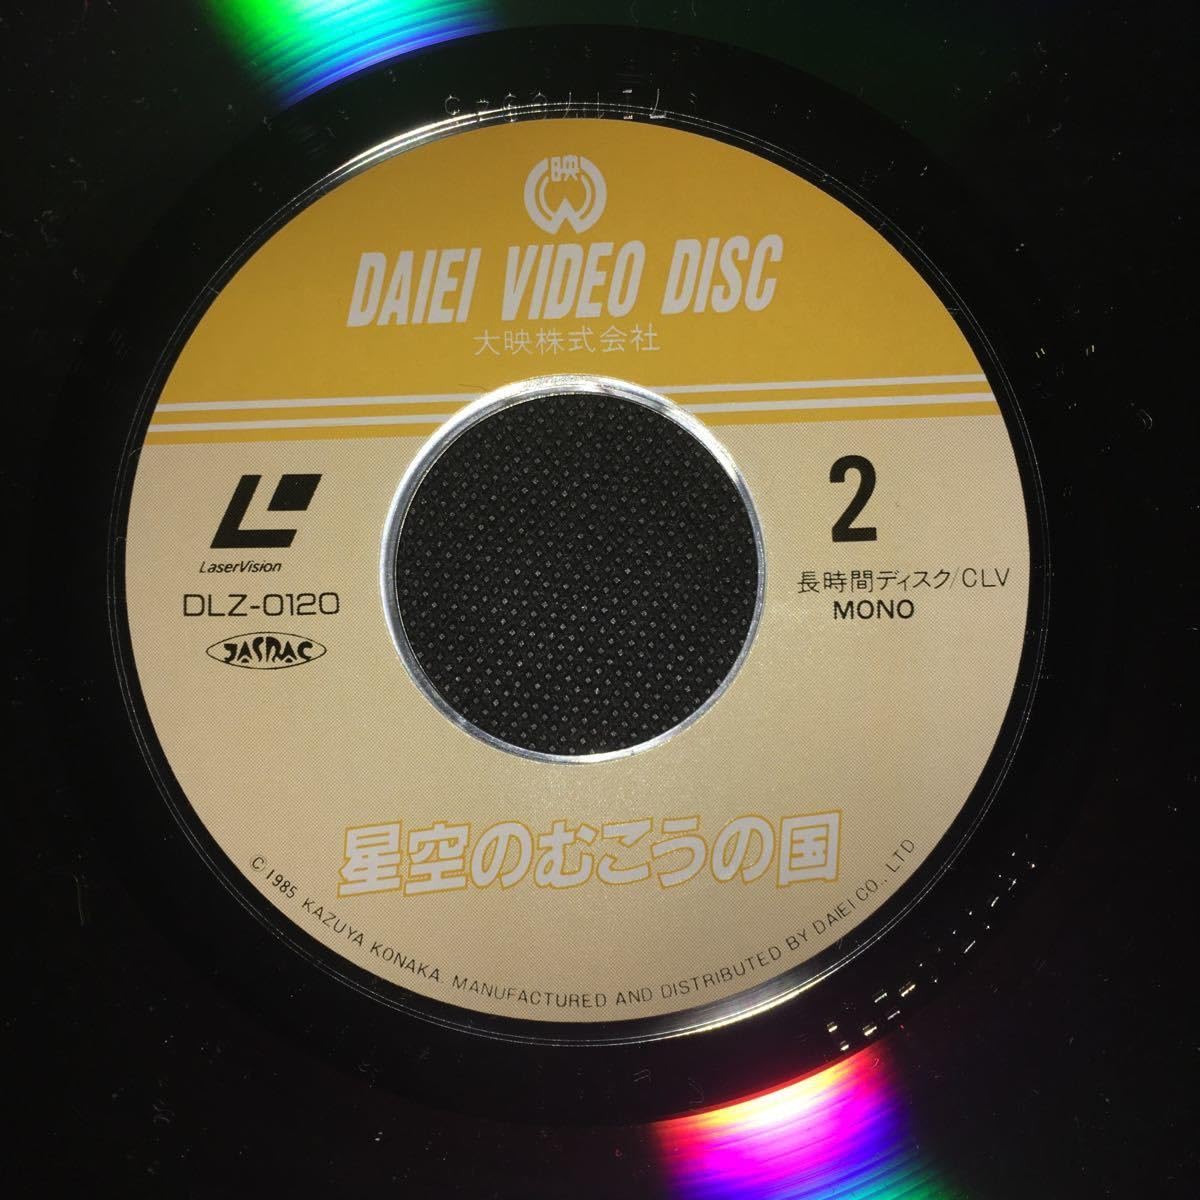 映
DAIEI VIDEO DISC
大映株式会社
LaserVision
DLZ-0120
JASRAC
2
長時間ディスク/CLV
MONO
星空のむこうの国
©1985 KAZUYA KONAKA. MANUFACTURED AND DISTRIBUTED BY DAIEI CO., LTD